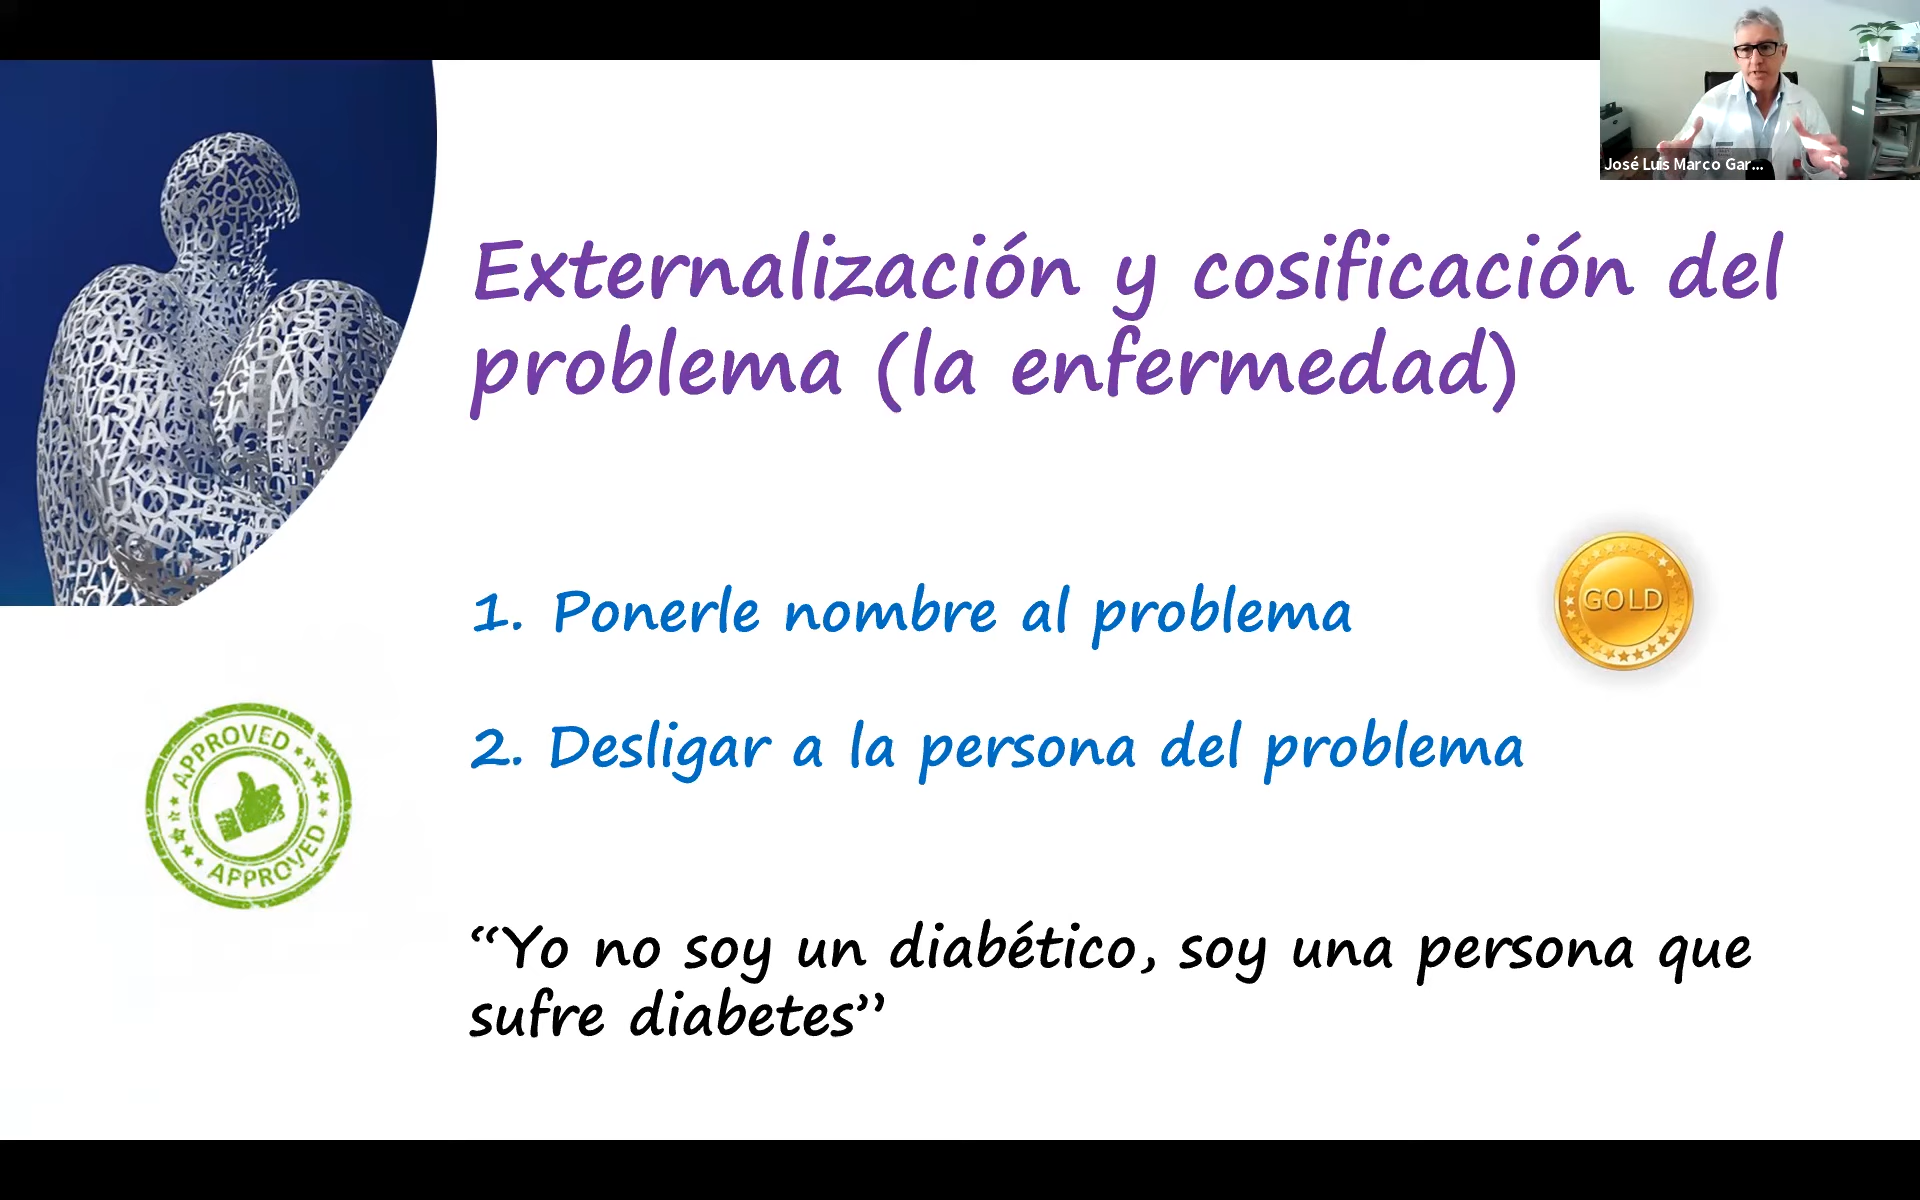 José Luis Marco Gar...
Externalización y cosificación del
problema (la enfermedad)
1. Ponerle nombre al problema
GOLD
2. Desligar a la persona del problema
APPROVED
APPROVED
“Yo no soy un diabético, soy una persona que
sufre diabetes”